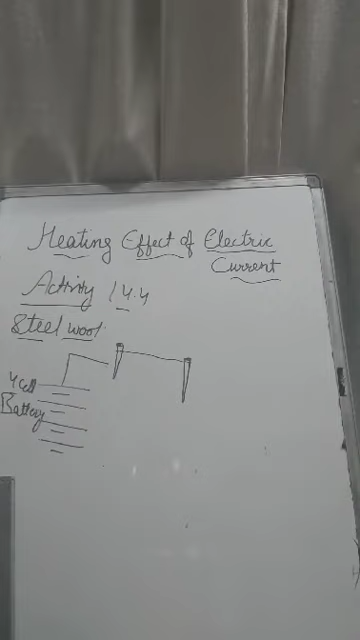 Heating Effect of Electric
Current
Activity 14.4
Steel wool
4 Cell
Battery